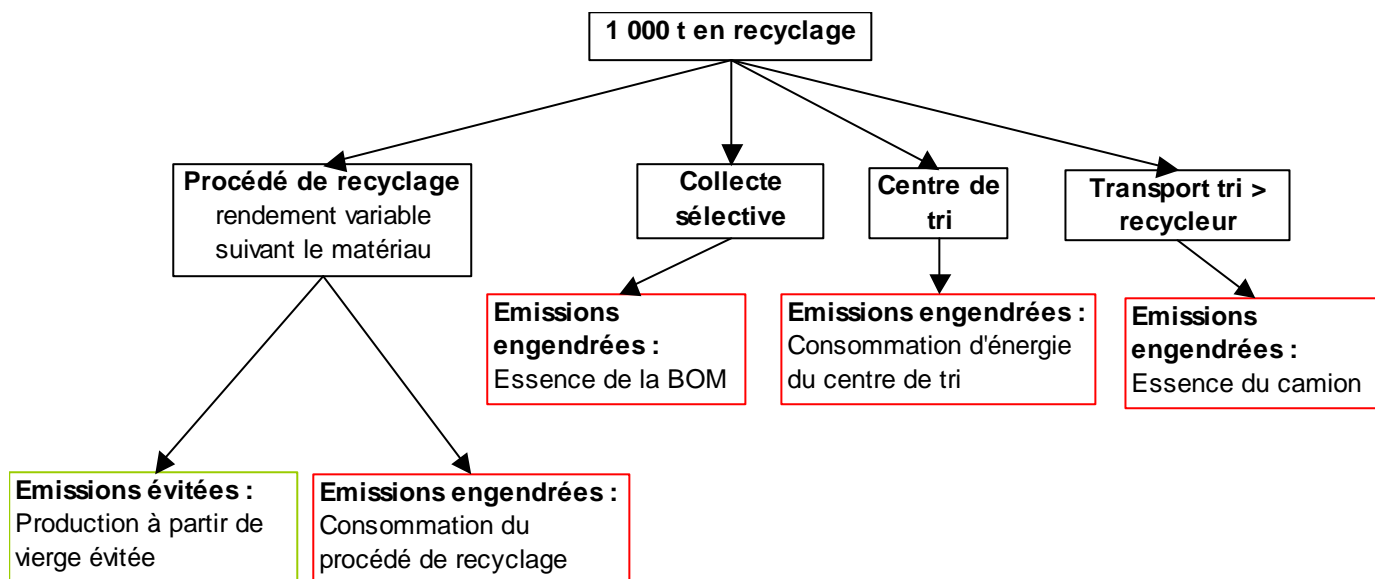 1 000 t en recyclage
Procédé de recyclage
rendement variable
suivant le matériau
Collecte
sélective
Centre de
tri
Transport tri >
recycleur
Emissions
engendrées :
Essence de la BOM
Emissions engendrées :
Consommation d'énergie
du centre de tri
Emissions
engendrées :
Essence du camion
Emissions évitées :
Production à partir de
vierge évitée
Emissions engendrées :
Consommation du
procédé de recyclage